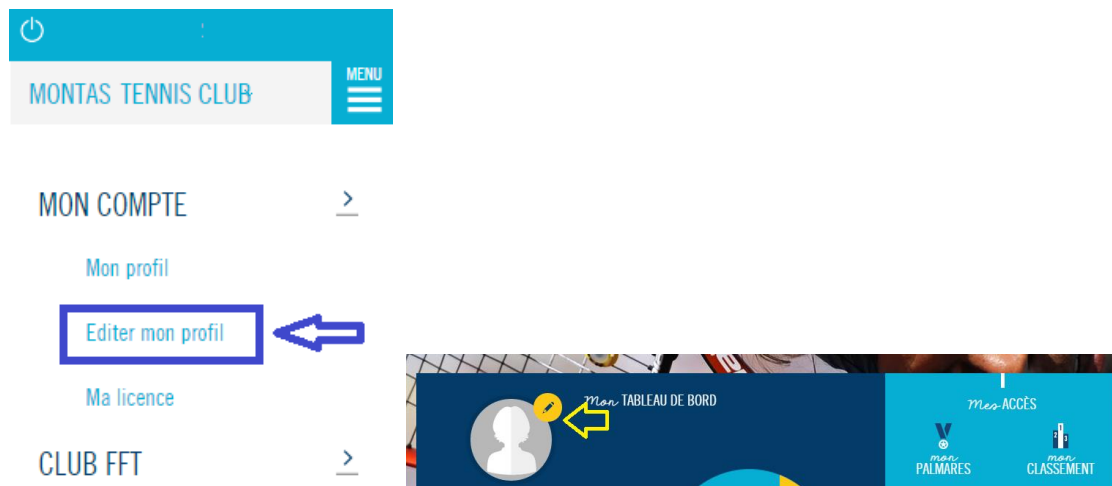 MENU
MONTAS TENNIS CLUB
MON COMPTE >
Mon profil
Editer mon profil
Ma licence
CLUB FFT >
Mon TABLEAU DE BORD
Mes ACCÈS
mon
PALMARES
mon
CLASSEMENT